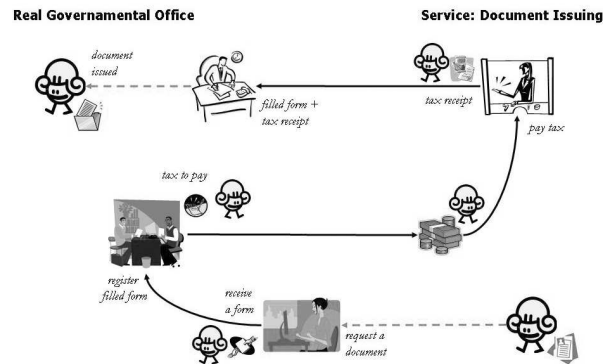 Real Governamental Office
Service: Document Issuing
document
issued
filled form +
tax receipt
tax receipt
pay tax
tax to pay
register
filled form
receive
a form
request a
document